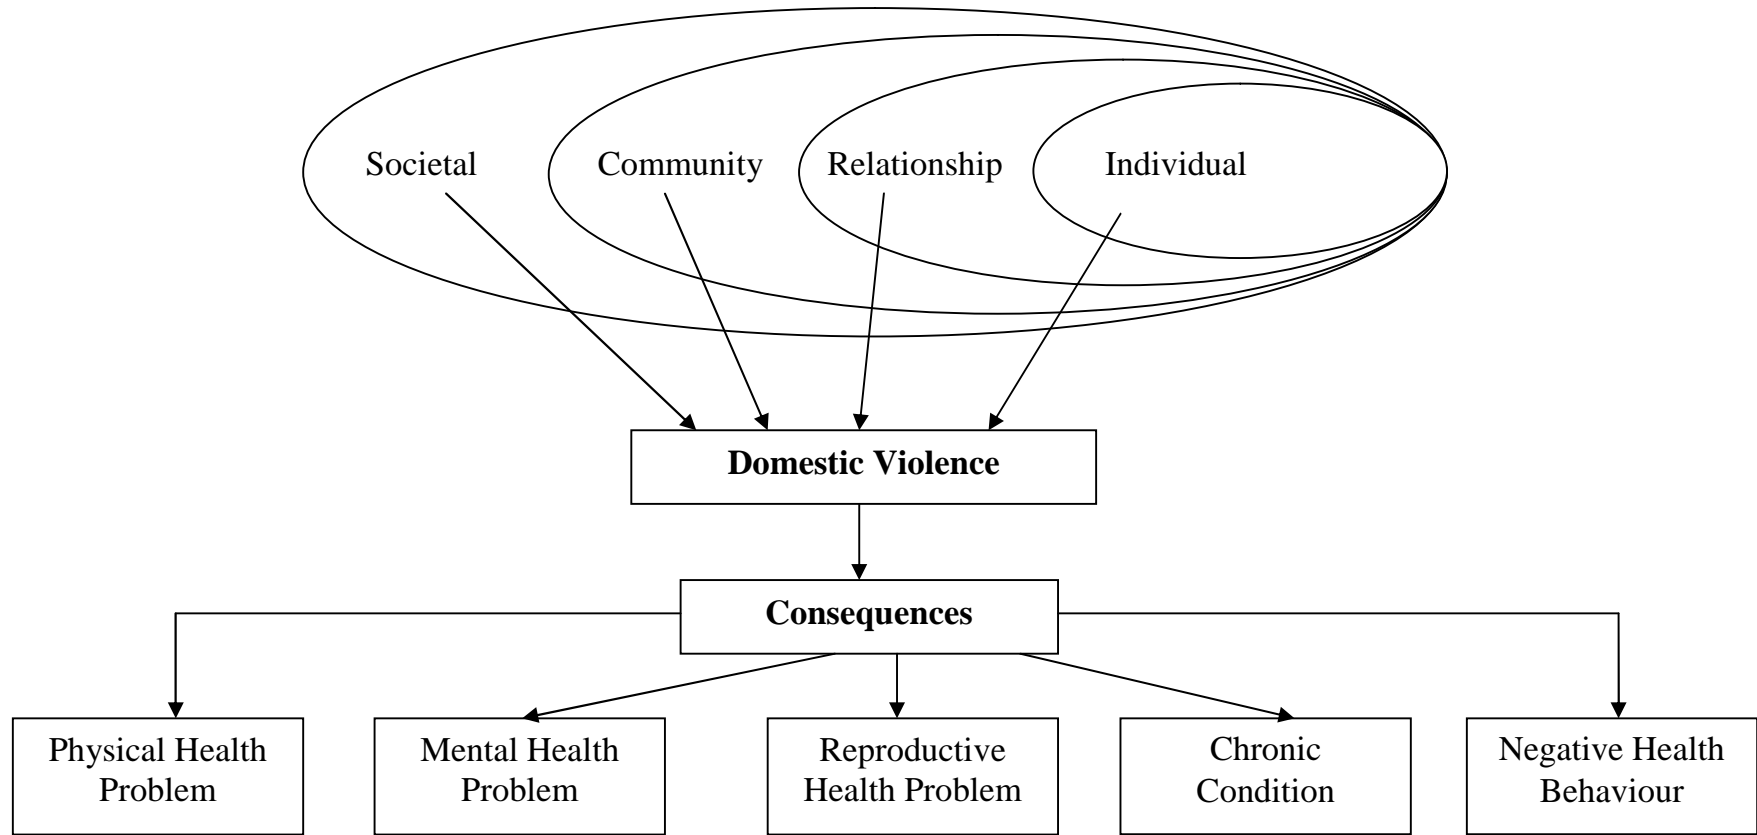 Societal Community Relationship Individual
Domestic Violence
Consequences
Physical Health
Problem
Mental Health
Problem
Reproductive
Health Problem
Chronic
Condition
Negative Health
Behaviour